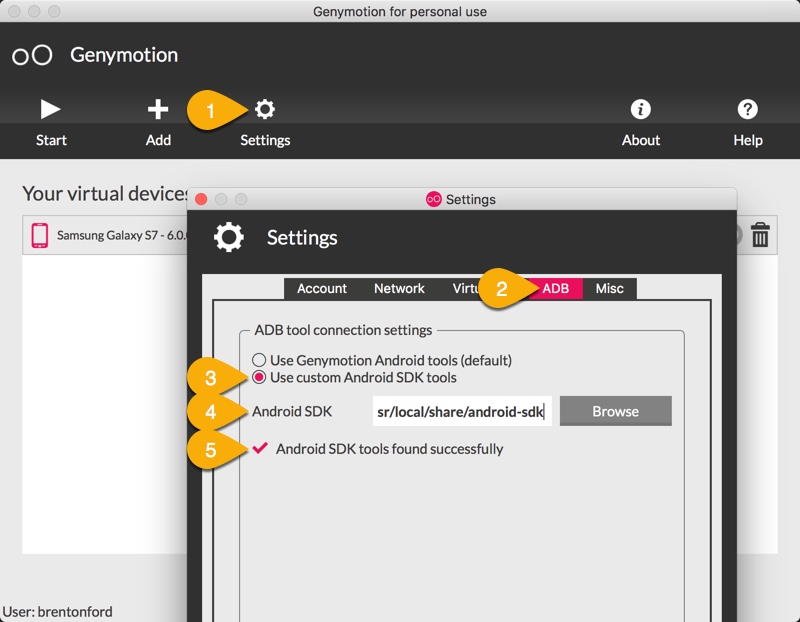 Genymotion for personal use
Genymotion
1
Start
Add
Settings
About
Help
Your virtual devices
Settings
Samsung Galaxy S7 - 6.0.
Settings
Account
Network
2
ADB
Misc
ADB tool connection settings
Use Genymotion Android tools (default)
3
Use custom Android SDK tools
4
Android SDK
sr/local/share/android-sdk
Browse
5
Android SDK tools found successfully
User: brentonford